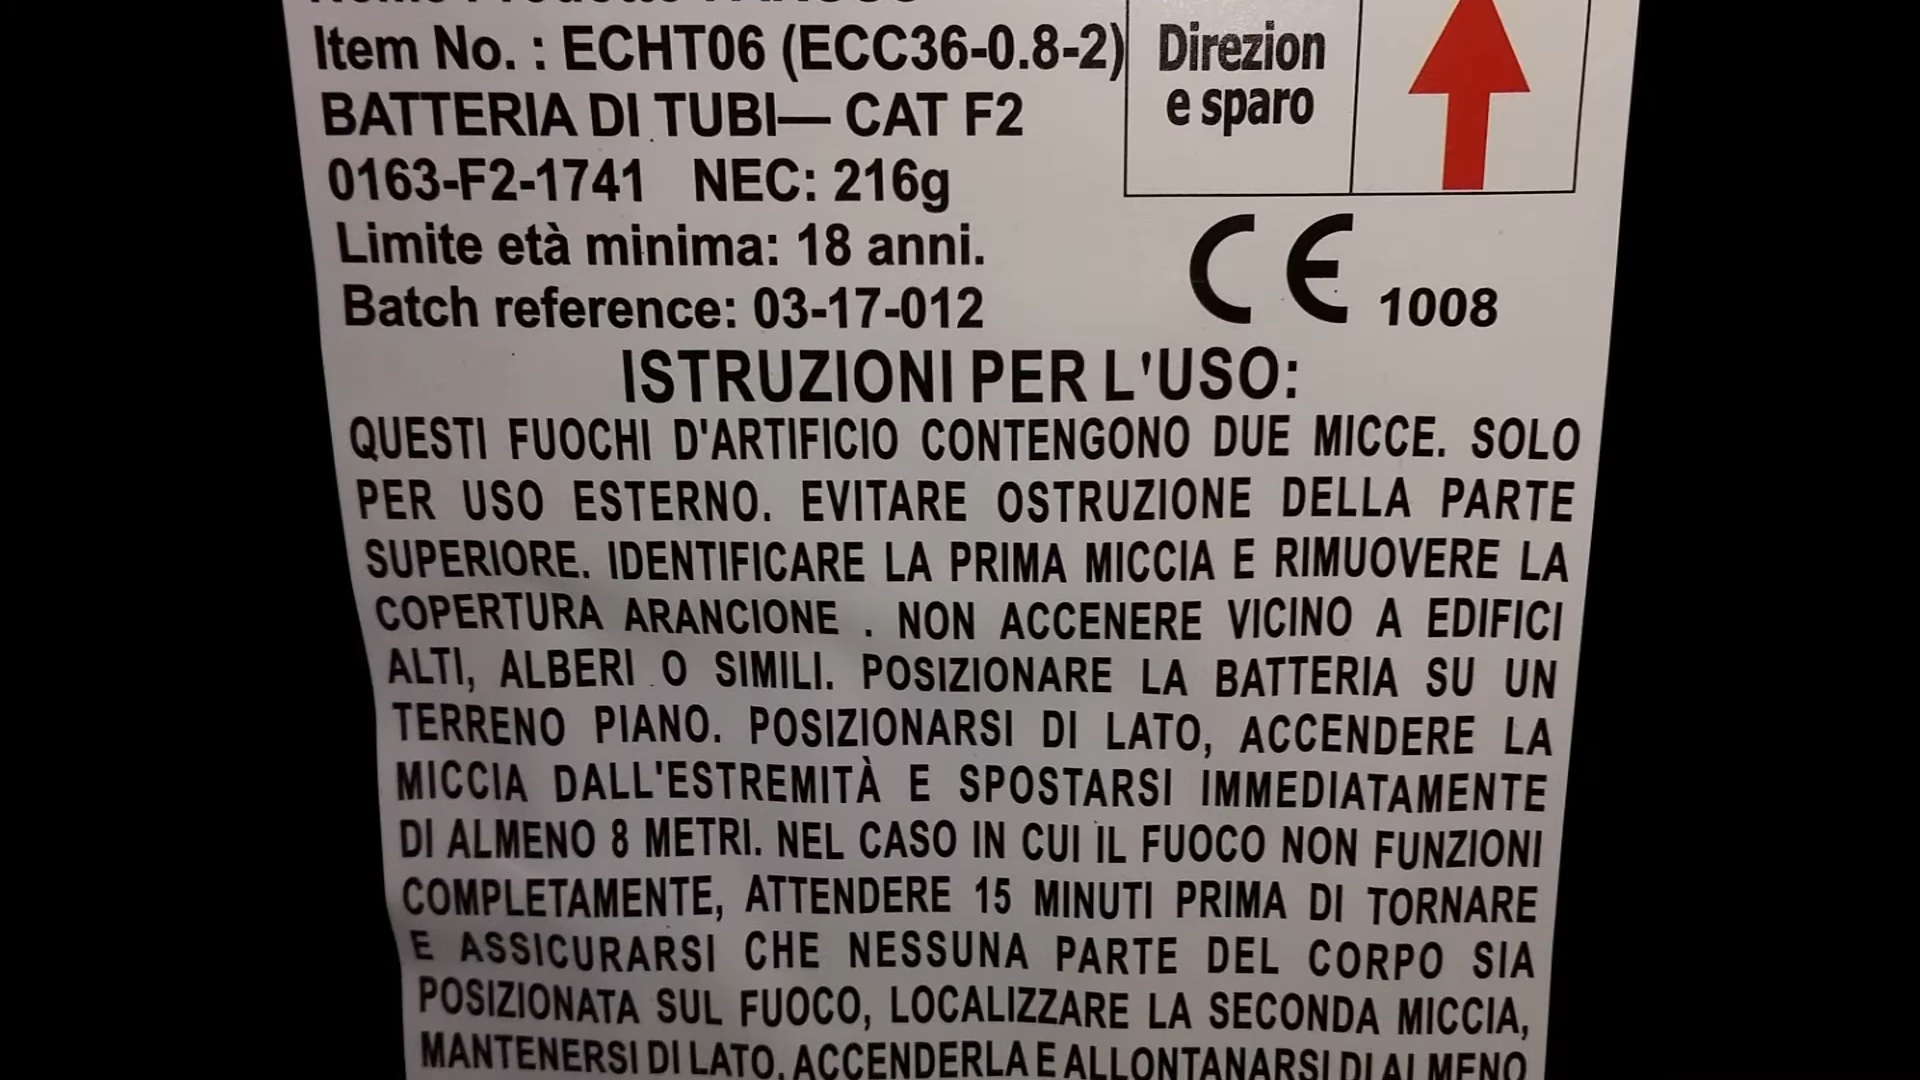 Item No. : ECHT06 (ECC36-0.8-2)
Direzion
e sparo
BATTERIA DI TUBI— CAT F2
0163-F2-1741 NEC: 216g
Limite età minima: 18 anni.
Batch reference: 03-17-012
CE 1008
ISTRUZIONI PER L'USO:
QUESTI FUOCHI D'ARTIFICIO CONTENGONO DUE MICCE. SOLO
PER USO ESTERNO. EVITARE OSTRUZIONE DELLA PARTE
SUPERIORE. IDENTIFICARE LA PRIMA MICCIA E RIMUOVERE LA
COPERTURA ARANCIONE . NON ACCENERE VICINO A EDIFICI
ALTI, ALBERI O SIMILI. POSIZIONARE LA BATTERIA SU UN
TERRENO PIANO. POSIZIONARSI DI LATO, ACCENDERE LA
MICCIA DALL'ESTREMITÀ E SPOSTARSI IMMEDIATAMENTE
DI ALMENO 8 METRI. NEL CASO IN CUI IL FUOCO NON FUNZIONI
COMPLETAMENTE, ATTENDERE 15 MINUTI PRIMA DI TORNARE
E ASSICURARSI CHE NESSUNA PARTE DEL CORPO SIA
POSIZIONATA SUL FUOCO, LOCALIZZARE LA SECONDA MICCIA,
MANTENERSI DI LATO, ACCENDERLA E ALLONTANARSI DI ALMENO